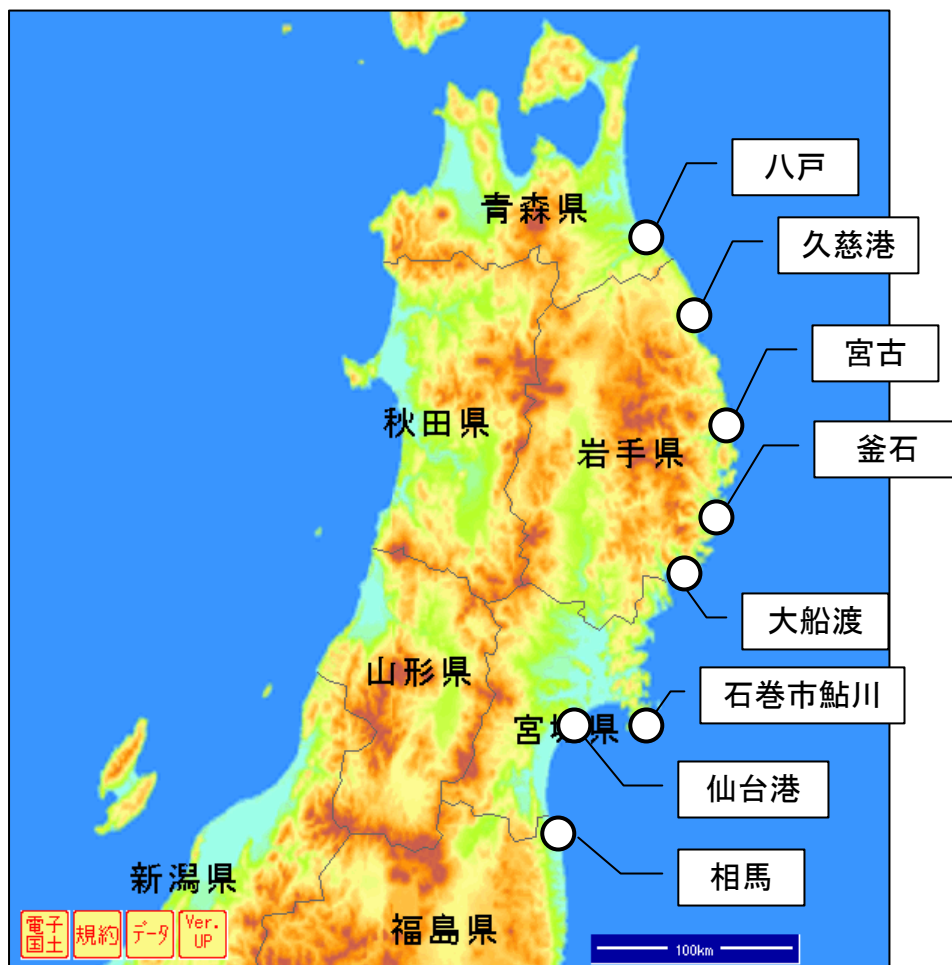 八戸
青森県
久慈港
宮古
秋田県
岩手県
釜石
大船渡
山形県
石巻市鮎川
宮城県
仙台港
相馬
新潟県
福島県
電子
国土
規約
データ
Ver.
UP
100km